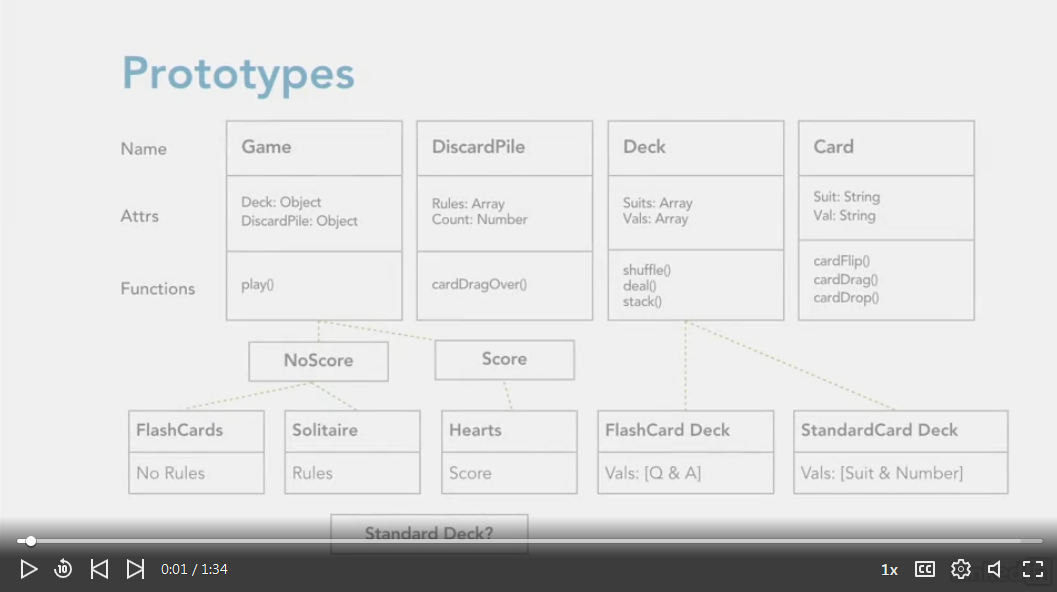 Prototypes
Name
Game
DiscardPile
Deck
Card
Attrs
Deck: Object
DiscardPile: Object
Rules: Array
Count: Number
Suits: Array
Vals: Array
Suit: String
Val: String
Functions
play()
cardDragOver()
shuffle()
deal()
stack()
cardFlip()
cardDrag()
cardDrop()
NoScore
Score
FlashCards
Solitaire
Hearts
FlashCard Deck
StandardCard Deck
No Rules
Rules
Score
Vals: [Q & A]
Vals: [Suit & Number]
Standard Deck?
10
0:01 / 1:34
1x
CC